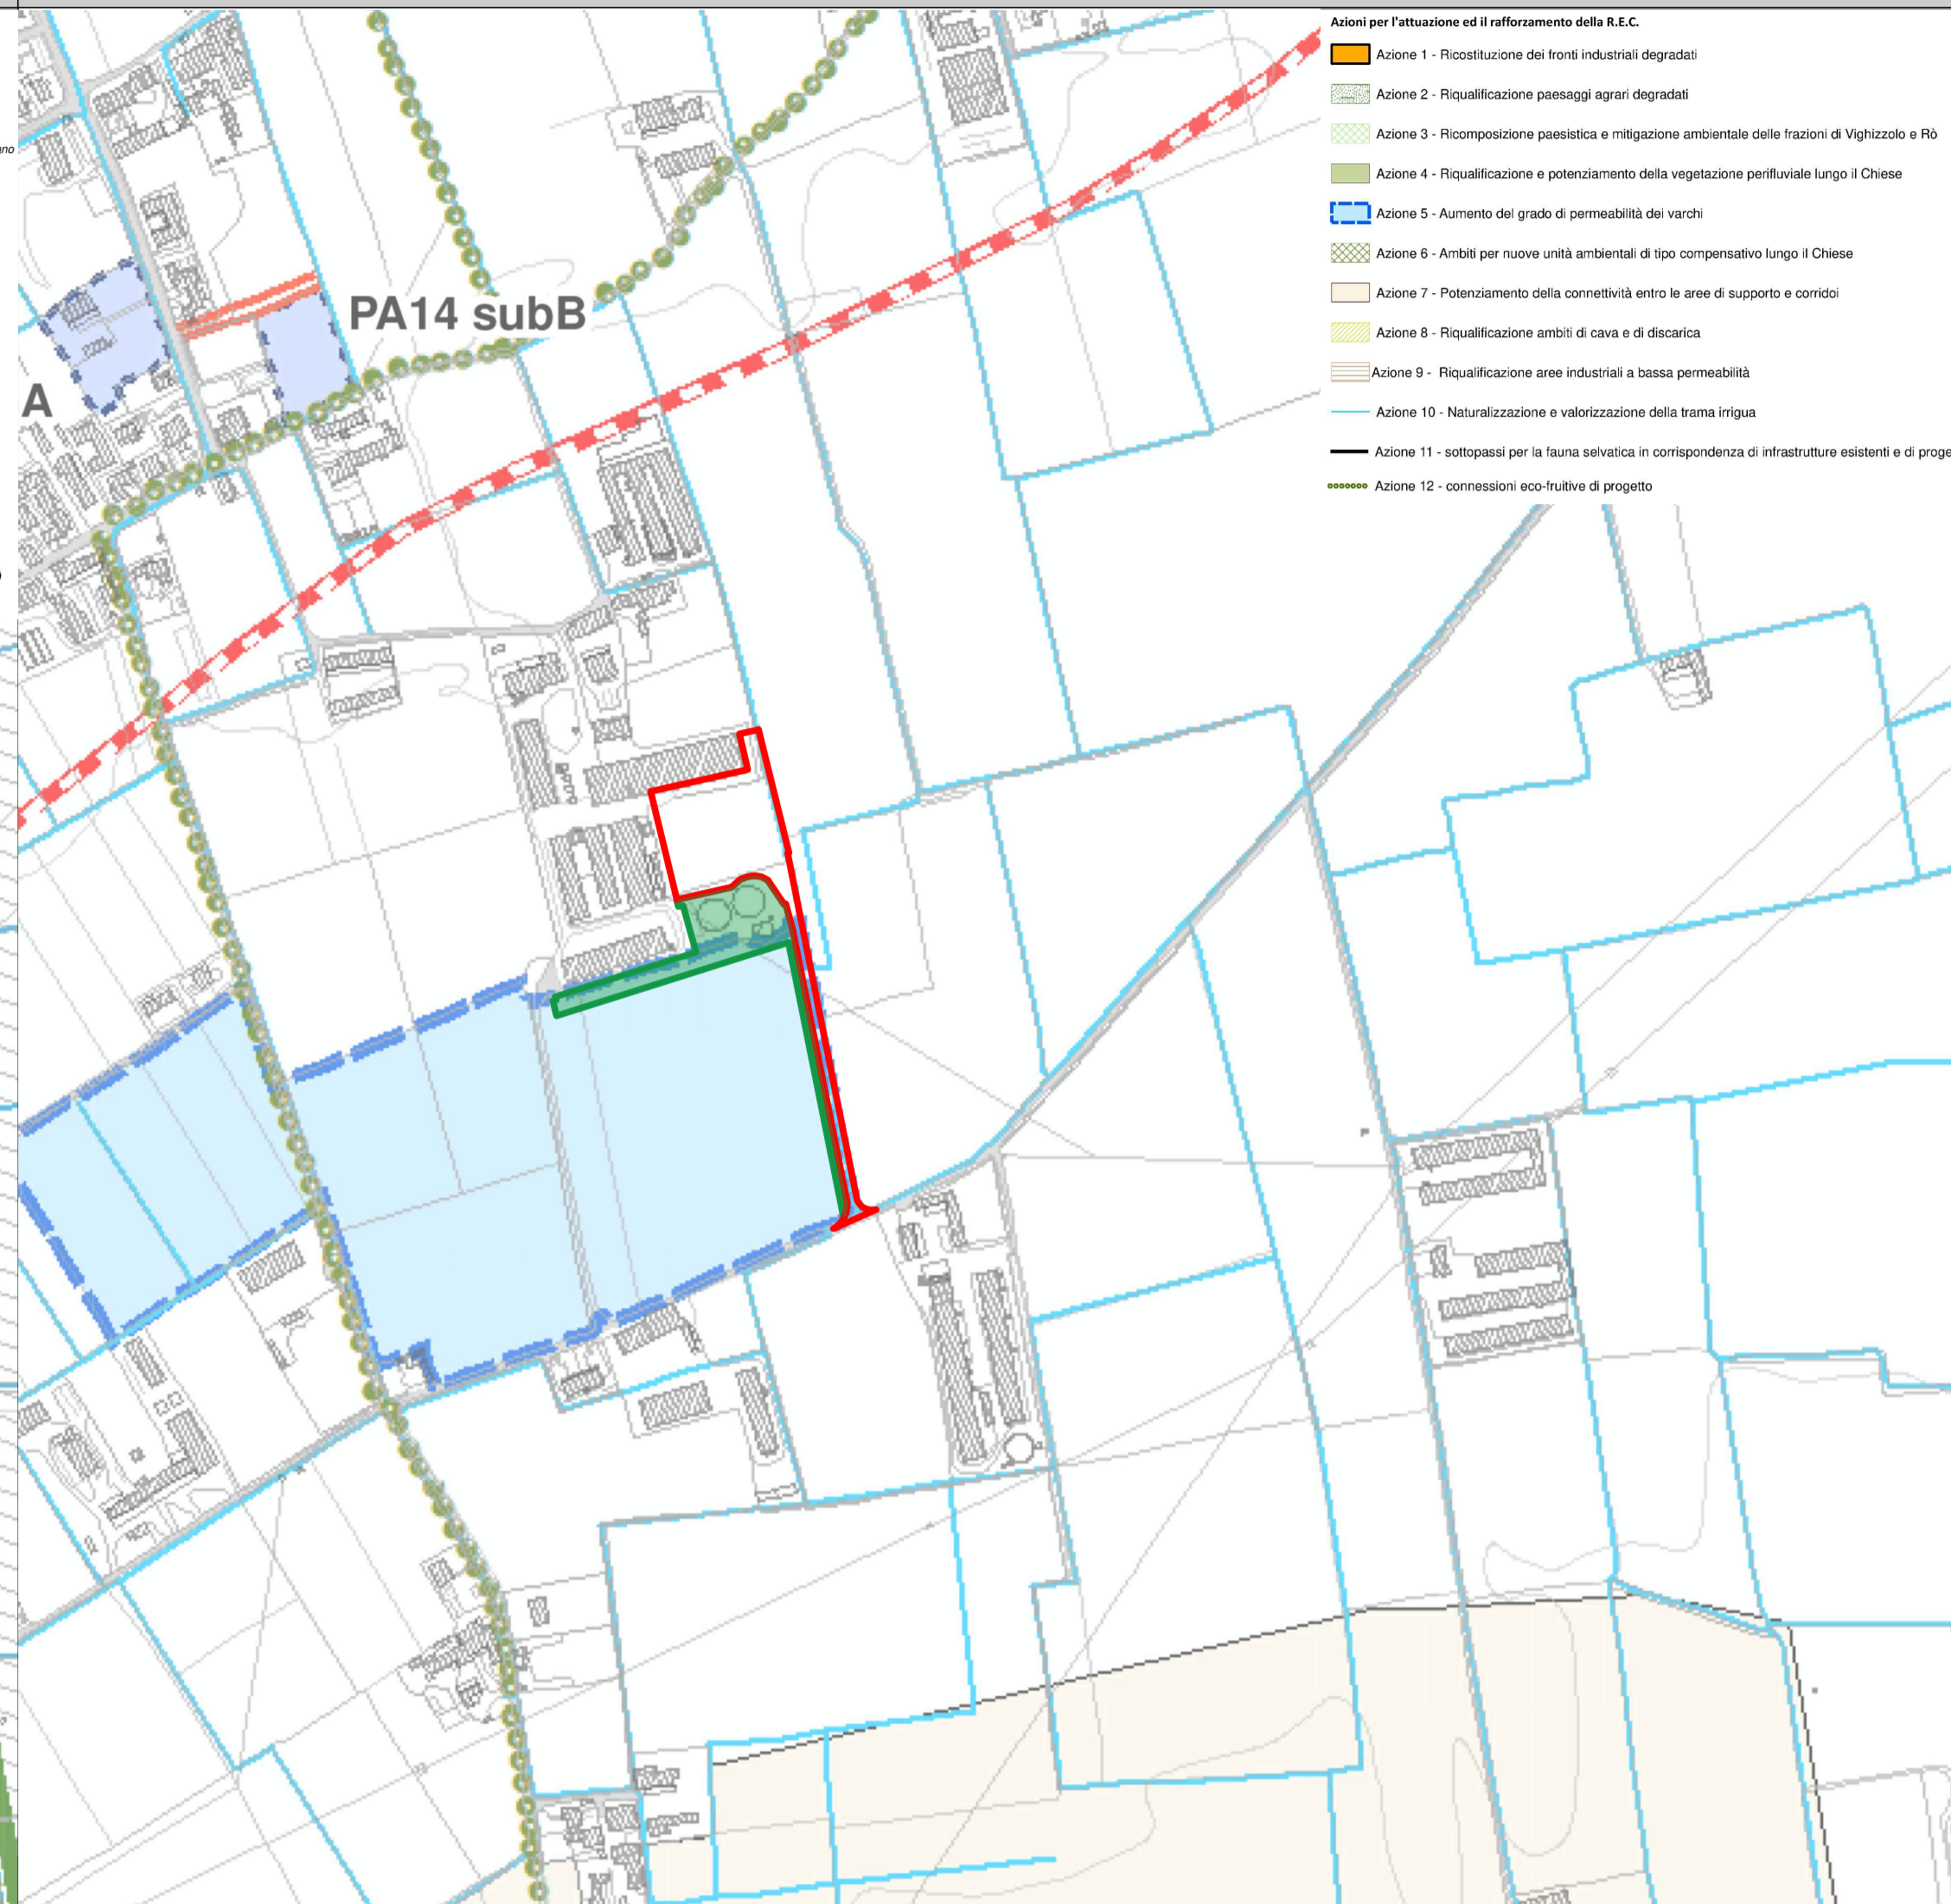 Azioni per l'attuazione ed il rafforzamento della R.E.C.
Azione 1 - Ricostituzione dei fronti industriali degradati
Azione 2 - Riqualificazione paesaggi agrari degradati
Azione 3 - Ricomposizione paesistica e mitigazione ambientale delle frazioni di Vighizzolo e Rò
Azione 4 - Riqualificazione e potenziamento della vegetazione perifluviale lungo il Chiese
Azione 5 - Aumento del grado di permeabilità dei varchi
Azione 6 - Ambiti per nuove unità ambientali di tipo compensativo lungo il Chiese
Azione 7 - Potenziamento della connettività entro le aree di supporto e corridoi
Azione 8 - Riqualificazione ambiti di cava e di discarica
Azione 9 - Riqualificazione aree industriali a bassa permeabilità
Azione 10 - Naturalizzazione e valorizzazione della trama irrigua
Azione 11 - sottopassi per la fauna selvatica in corrispondenza di infrastrutture esistenti e di proge
Azione 12 - connessioni eco-fruitive di progetto
ano
PA14 subB
A